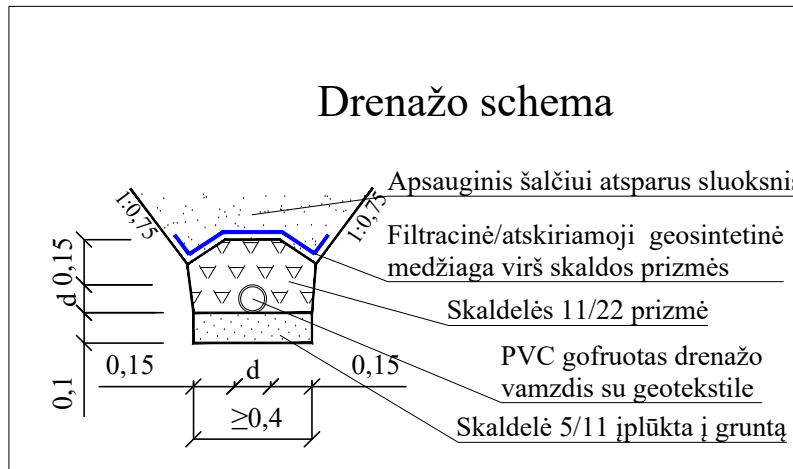 Drenažo schema
Apsauginis šalčiui atsparus sluoksnis
1:0,75
1:0,75
Filtracinė/atskiriamoji geosintetinė
medžiaga virš skaldos prizmės
0,15
d
Skaldelės 11/22 prizmė
0,1
0,15
d
0,15
PVC gofruotas drenažo
vamzdis su geotekstile
≥0,4
Skaldelė 5/11 įplūkta į gruntą